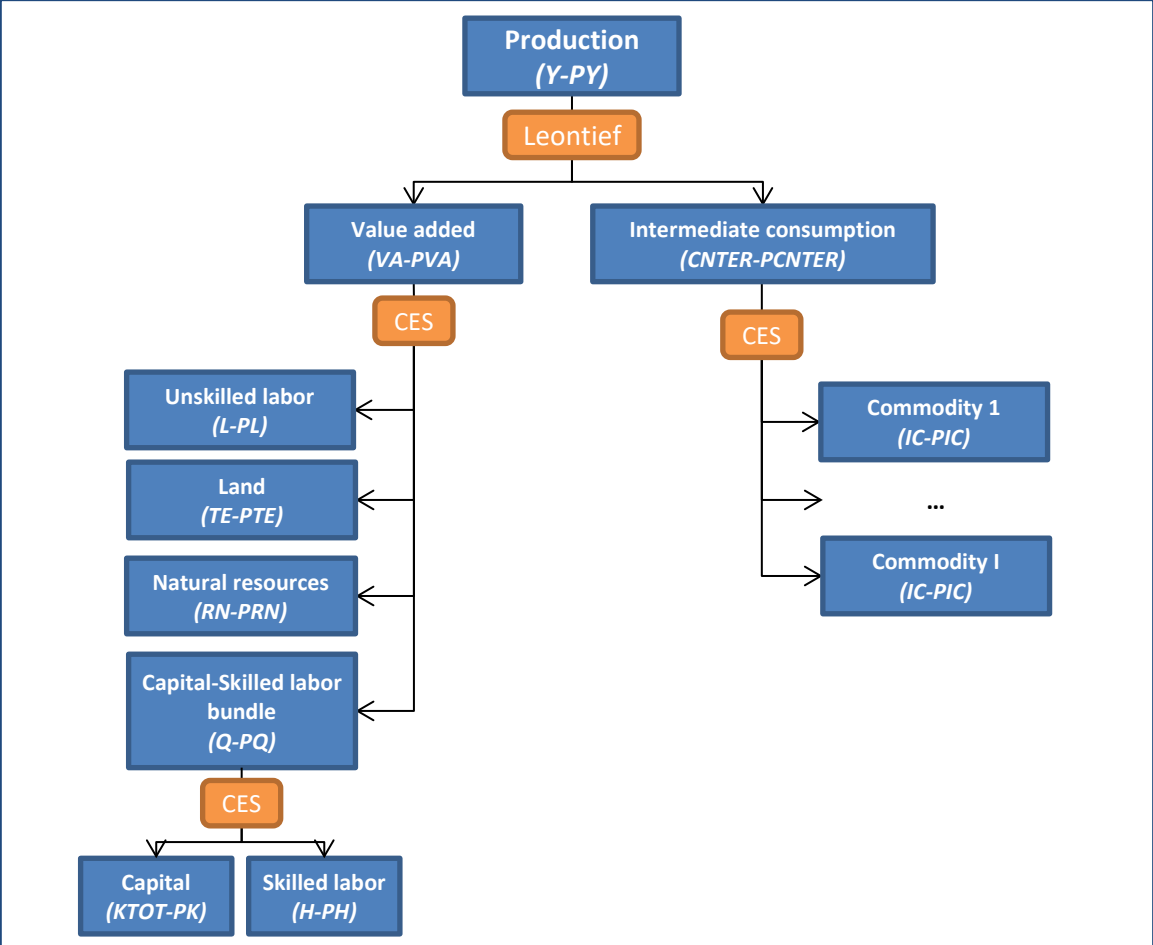 Production
(Y-PY)
Leontief
Value added
(VA-PVA)
Intermediate consumption
(CNTER-PCNTER)
CES
CES
Unskilled labor
(L-PL)
Land
(TE-PTE)
Natural resources
(RN-PRN)
Capital-Skilled labor
bundle
(Q-PQ)
CES
Capital
(KTOT-PK)
Skilled labor
(H-PH)
Commodity 1
(IC-PIC)
...
Commodity I
(IC-PIC)